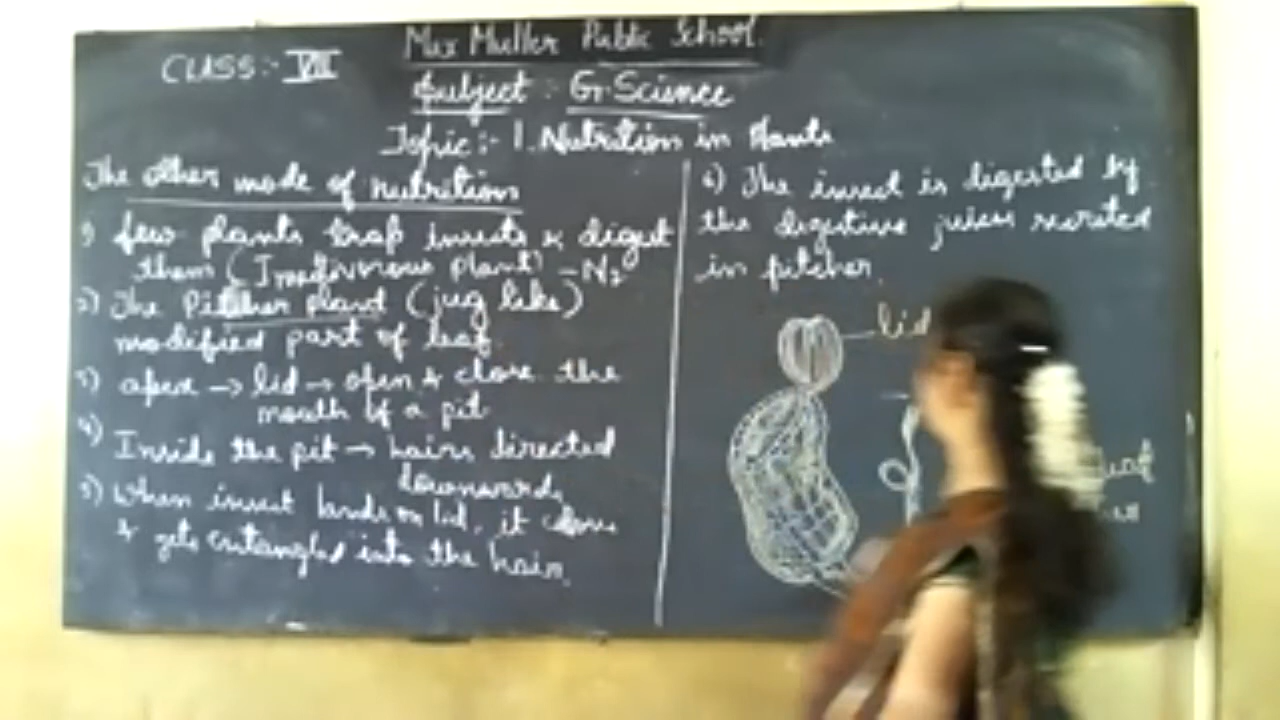 Max Muller Public School.
CLASS:- VII
Subject : G. Science
Topic:- 1. Nutrition in Plants
The other mode of nutrition
1) few plants trap insects & digest
them (Insectivorous plant) - N2
2) The Pitcher plant (jug like)
modified part of leaf.
3) apex → lid → open & close the
mouth of a pit
4) Inside the pit → hairs directed
downwards
5) When insect lands on lid, it close
& gets entangled into the hair.
6) The insect is digested by
the digestive juices secreted
in pitcher.
lid